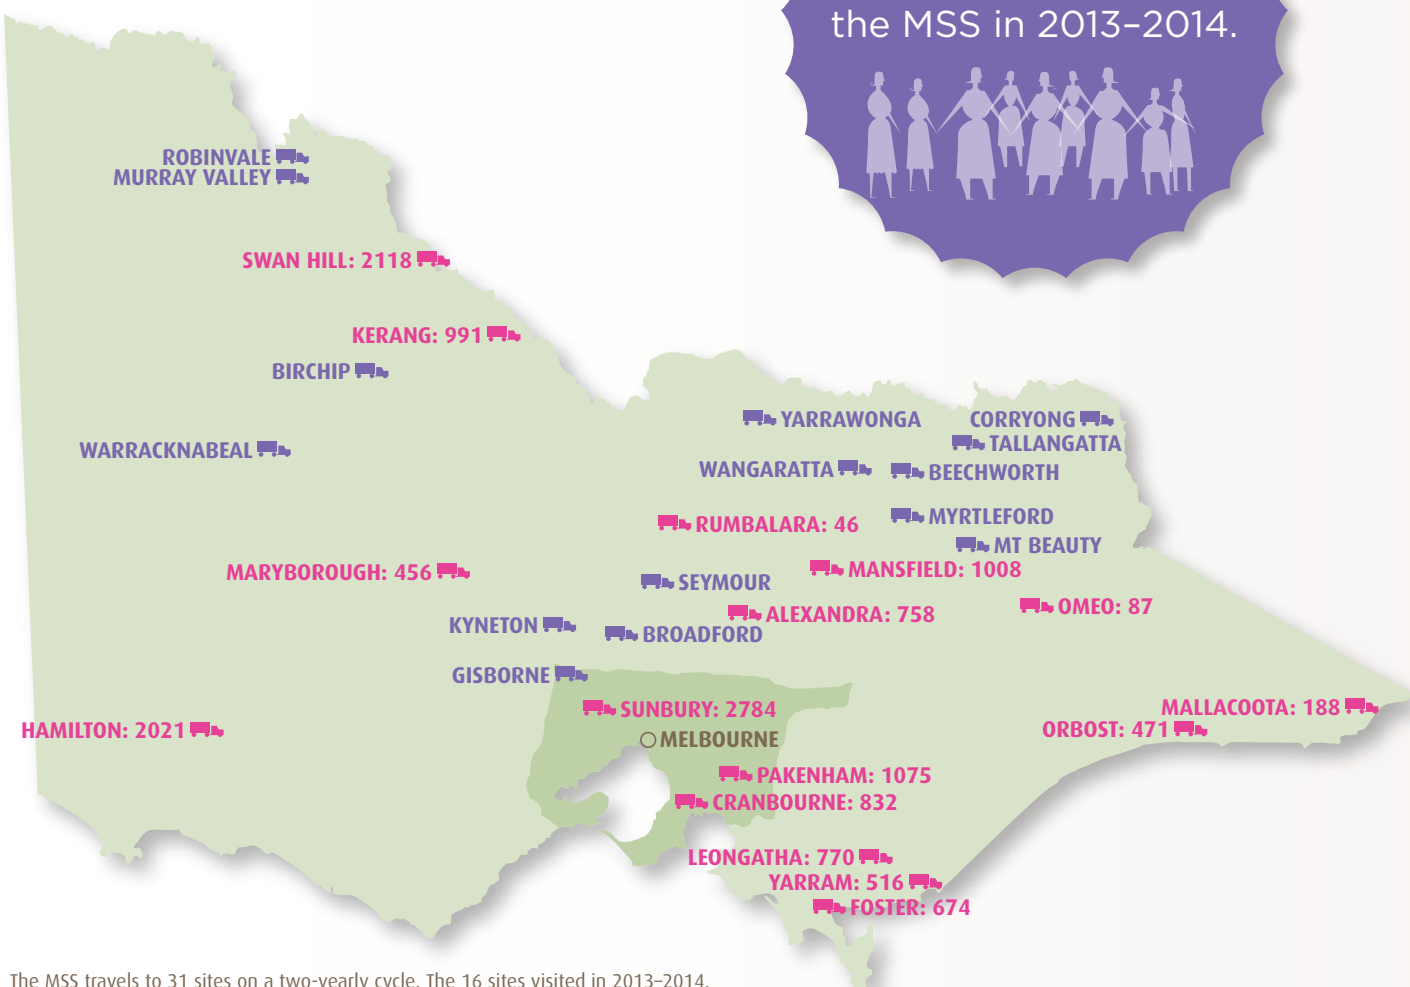 the MSS in 2013–2014.
ROBINVALE
MURRAY VALLEY
SWAN HILL: 2118
KERANG: 991
BIRCHIP
YARRAWONGA
CORRYONG
TALLANGATTA
WARRACKNABEAL
WANGARATTA
BEECHWORTH
RUMBALARA: 46
MYRTLEFORD
MT BEAUTY
MARYBOROUGH: 456
MANSFIELD: 1008
SEYMOUR
OMEO: 87
ALEXANDRA: 758
KYNETON
BROADFORD
GISBORNE
SUNBURY: 2784
MALLACOOTA: 188
HAMILTON: 2021
ORBOST: 471
MELBOURNE
PAKENHAM: 1075
CRANBOURNE: 832
LEONGATHA: 770
YARRAM: 516
FOSTER: 674
The MSS travels to 31 sites on a two-yearly cycle. The 16 sites visited in 2013–2014.